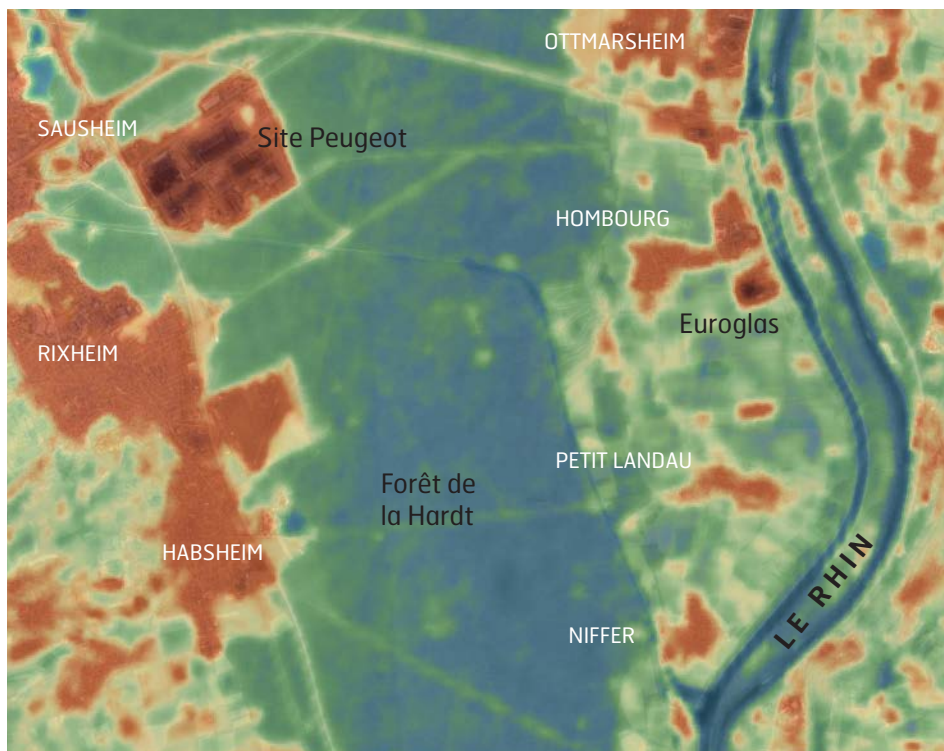 OTTMARSHEIM
SAUSHEIM
Site Peugeot
HOMBOURG
Euroglas
RIXHEIM
PETIT LANDAU
Forêt de
la Hardt
HABSHEIM
LE RHIN
NIFFER